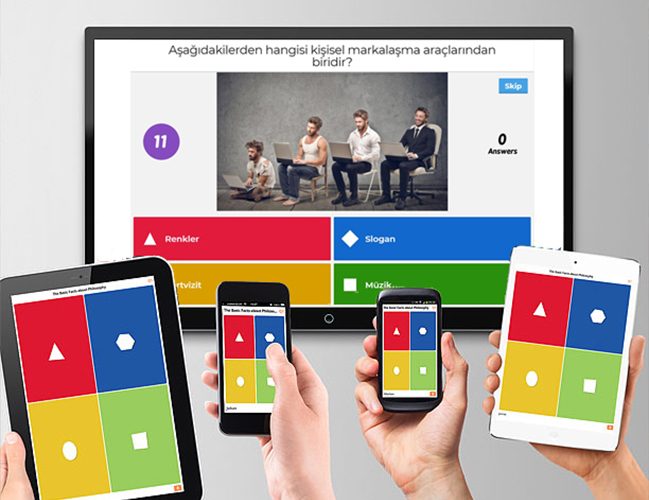 Aşağıdakilerden hangisi kişisel markalaşma araçlarından
biridir?
Skip
11
0
Answers
Renkler
Slogan
Müzik
The Basic Facts about Philosophy
The Basic Facts about Philoso...
The Basic Facts about Philosophy